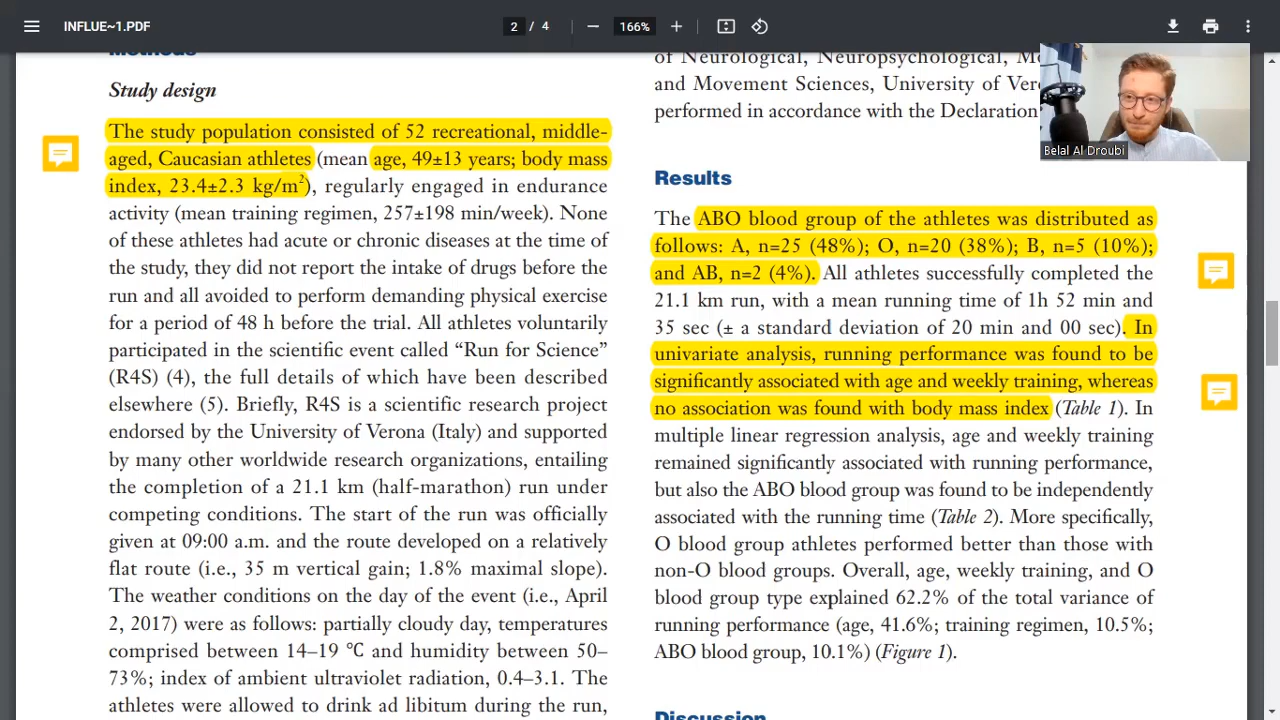 INFLUE~1.PDF
2 / 4
166%
Methods
Study design
The study population consisted of 52 recreational, middle-
aged, Caucasian athletes (mean age, 49±13 years; body mass
index, 23.4±2.3 kg/m²), regularly engaged in endurance
activity (mean training regimen, 257±198 min/week). None
of these athletes had acute or chronic diseases at the time of
the study, they did not report the intake of drugs before the
run and all avoided to perform demanding physical exercise
for a period of 48 h before the trial. All athletes voluntarily
participated in the scientific event called “Run for Science”
(R4S) (4), the full details of which have been described
elsewhere (5). Briefly, R4S is a scientific research project
endorsed by the University of Verona (Italy) and supported
by many other worldwide research organizations, entailing
the completion of a 21.1 km (half-marathon) run under
competing conditions. The start of the run was officially
given at 09:00 a.m. and the route developed on a relatively
flat route (i.e., 35 m vertical gain; 1.8% maximal slope).
The weather conditions on the day of the event (i.e., April
2, 2017) were as follows: partially cloudy day, temperatures
comprised between 14–19 ℃ and humidity between 50–
73%; index of ambient ultraviolet radiation, 0.4–3.1. The
athletes were allowed to drink ad libitum during the run,
of Neurological, Neuropsychological,
and Movement Sciences, University of
performed in accordance with the Declaration
Belal Al Droubi
Results
The ABO blood group of the athletes was distributed as
follows: A, n=25 (48%); O, n=20 (38%); B, n=5 (10%);
and AB, n=2 (4%). All athletes successfully completed the
21.1 km run, with a mean running time of 1h 52 min and
35 sec (± a standard deviation of 20 min and 00 sec). In
univariate analysis, running performance was found to be
significantly associated with age and weekly training, whereas
no association was found with body mass index (Table 1). In
multiple linear regression analysis, age and weekly training
remained significantly associated with running performance,
but also the ABO blood group was found to be independently
associated with the running time (Table 2). More specifically,
O blood group athletes performed better than those with
non-O blood groups. Overall, age, weekly training, and O
blood group type explained 62.2% of the total variance of
running performance (age, 41.6%; training regimen, 10.5%;
ABO blood group, 10.1%) (Figure 1).
Discussion